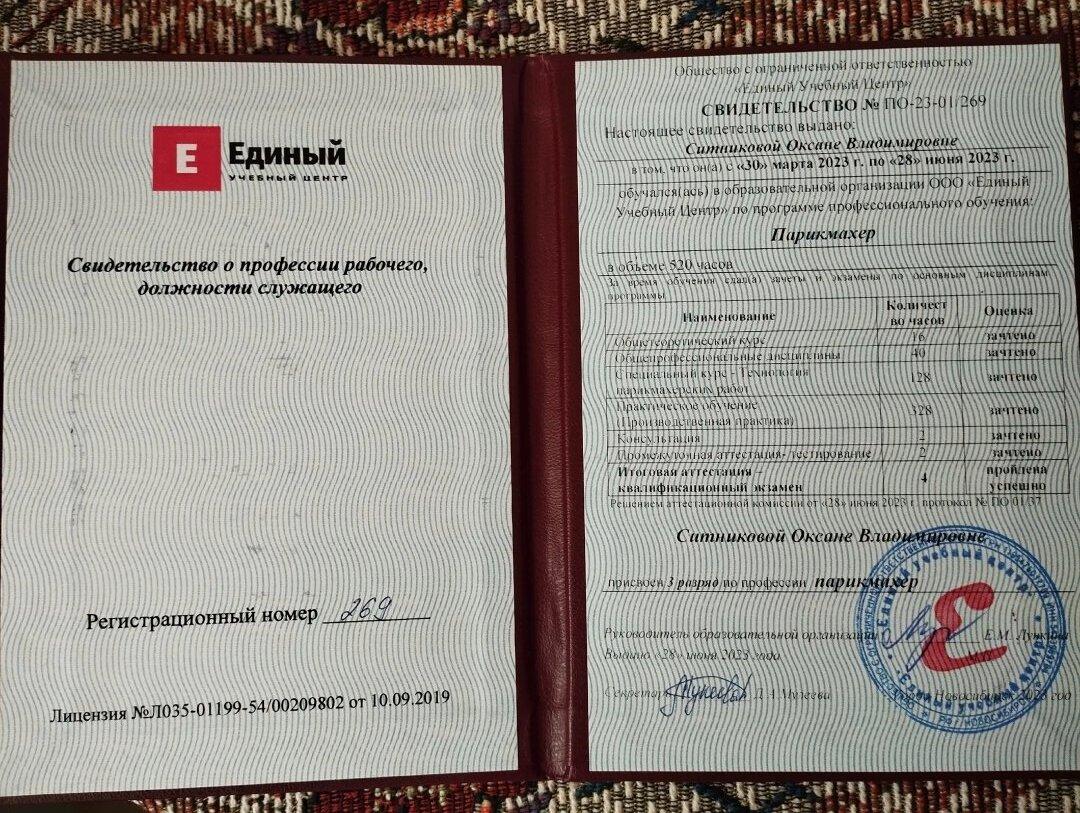 Е Единый
УЧЕБНЫЙ ЦЕНТР
Свидетельство о профессии рабочего,
должности служащего
Регистрационный номер 269
Лицензия №Л035-01199-54/00209802 от 10.09.2019
Общество с ограниченной ответственностью
«Единый Учебный Центр»
СВИДЕТЕЛЬСТВО № ПО-23-01/269
Настоящее свидетельство выдано:
Ситниковой Оксане Владимировне
в том, что он(а) с «30» марта 2023 г. по «28» июня 2023 г.
обучался(ась) в образовательной организации ООО «Единый
Учебный Центр» по программе профессионального обучения:
Парикмахер
в объеме 520 часов
За время обучения сдал(а) зачеты и экзамены по основным дисциплинам
программы
Наименование Количест во часов Оценка
Общетеоретический курс 16 зачтено
Общепрофессиональные дисциплины 40 зачтено
Специальный курс - Технология
парикмахерских работ 128 зачтено
Практическое обучение
(Производственная практика) 328 зачтено
Консультация 2 зачтено
Промежуточная аттестация- тестирование 2 зачтено
Итоговая аттестация –
квалификационный экзамен 4 пройдена успешно
Решением аттестационной комиссии от «28» июня 2023 г. протокол № ПО 01/37
Ситниковой Оксане Владимировне
присвоен 3 разряд по профессии парикмахер
Руководитель образовательной организации Е.М. Лункина
Выдано «28» июня 2023 года М.П.
Секретарь Д.А.Мунеева Новосибирск 2023 год
«Единый учебный центр»